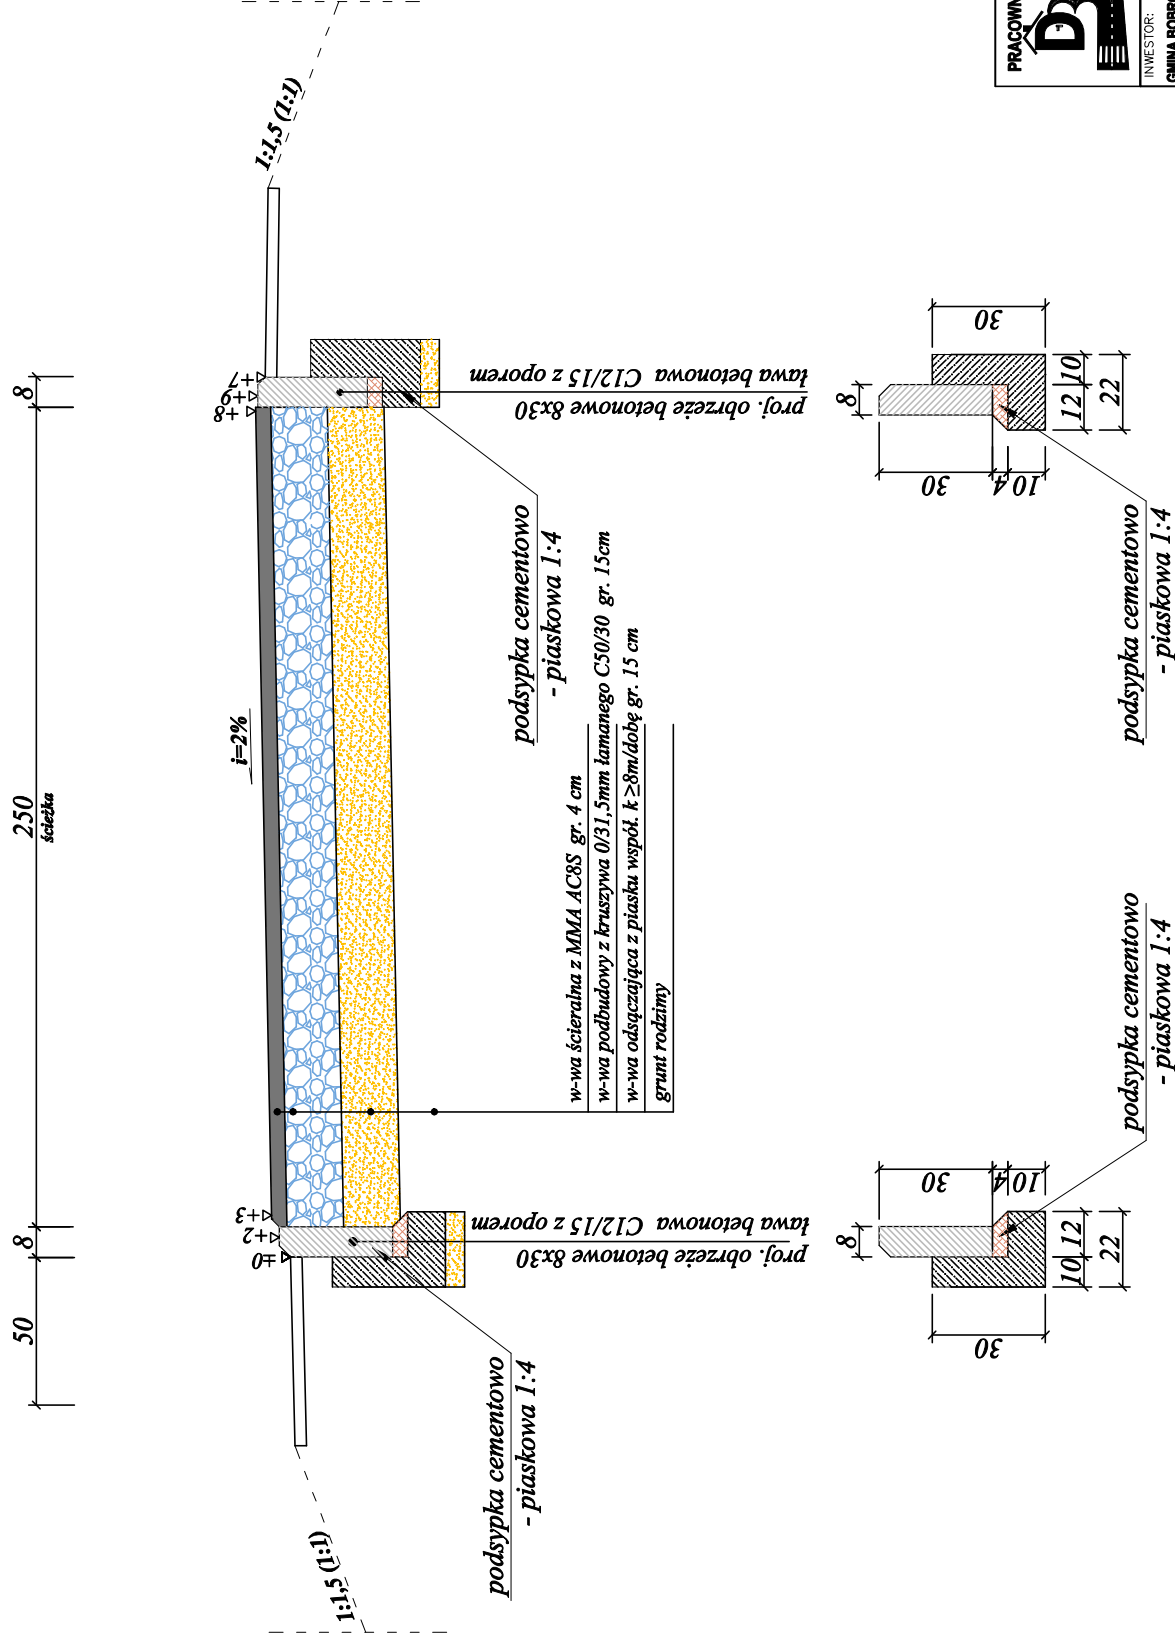 50
8
250
ścieżka
8
1:1,5 (1:1)
±0
+2
+3
i=2%
+8
+9
+7
1:1,5 (1:1)
podsypka cementowo
- piaskowa 1:4
proj. obrzeże betonowe 8x30
ława betonowa C12/15 z oporem
w-wa ścieralna z MMA AC8S gr. 4 cm
w-wa podbudowy z kruszywa 0/31,5mm łamanego C50/30 gr. 15cm
w-wa odsączająca z piasku współ. k ≥8m/dobę gr. 15 cm
grunt rodzimy
podsypka cementowo
- piaskowa 1:4
proj. obrzeże betonowe 8x30
ława betonowa C12/15 z oporem
8
30
4
10
30
10
12
22
podsypka cementowo
- piaskowa 1:4
8
30
4
10
30
12
10
22
podsypka cementowo
- piaskowa 1:4
INWESTOR: